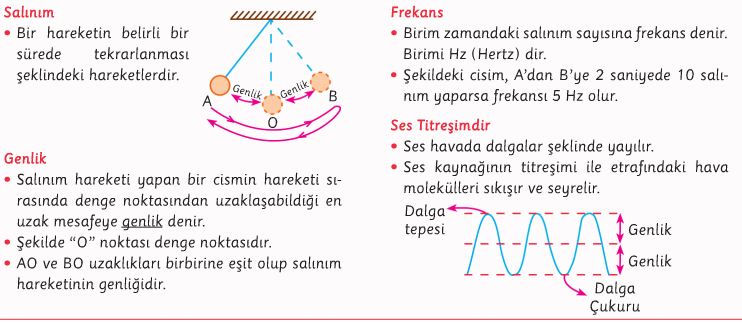 Salınım
• Bir hareketin belirli bir
sürede tekrarlanması
şeklindeki hareketlerdir.
Genlik
Genlik
A
O
B
Genlik
• Salınım hareketi yapan bir cismin hareketi sı-
rasında denge noktasından uzaklaşabildiği en
uzak mesafeye genlik denir.
• Şekilde “O” noktası denge noktasıdır.
• AO ve BO uzaklıkları birbirine eşit olup salınım
hareketinin genliğidir.
Frekans
• Birim zamandaki salınım sayısına frekans denir.
Birimi Hz (Hertz) dir.
• Şekildeki cisim, A’dan B’ye 2 saniyede 10 salı-
nım yaparsa frekansı 5 Hz olur.
Ses Titreşimdir
• Ses havada dalgalar şeklinde yayılır.
• Ses kaynağının titreşimi ile etrafındaki hava
molekülleri sıkışır ve seyrelir.
Dalga
tepesi
Genlik
Genlik
Dalga
Çukuru